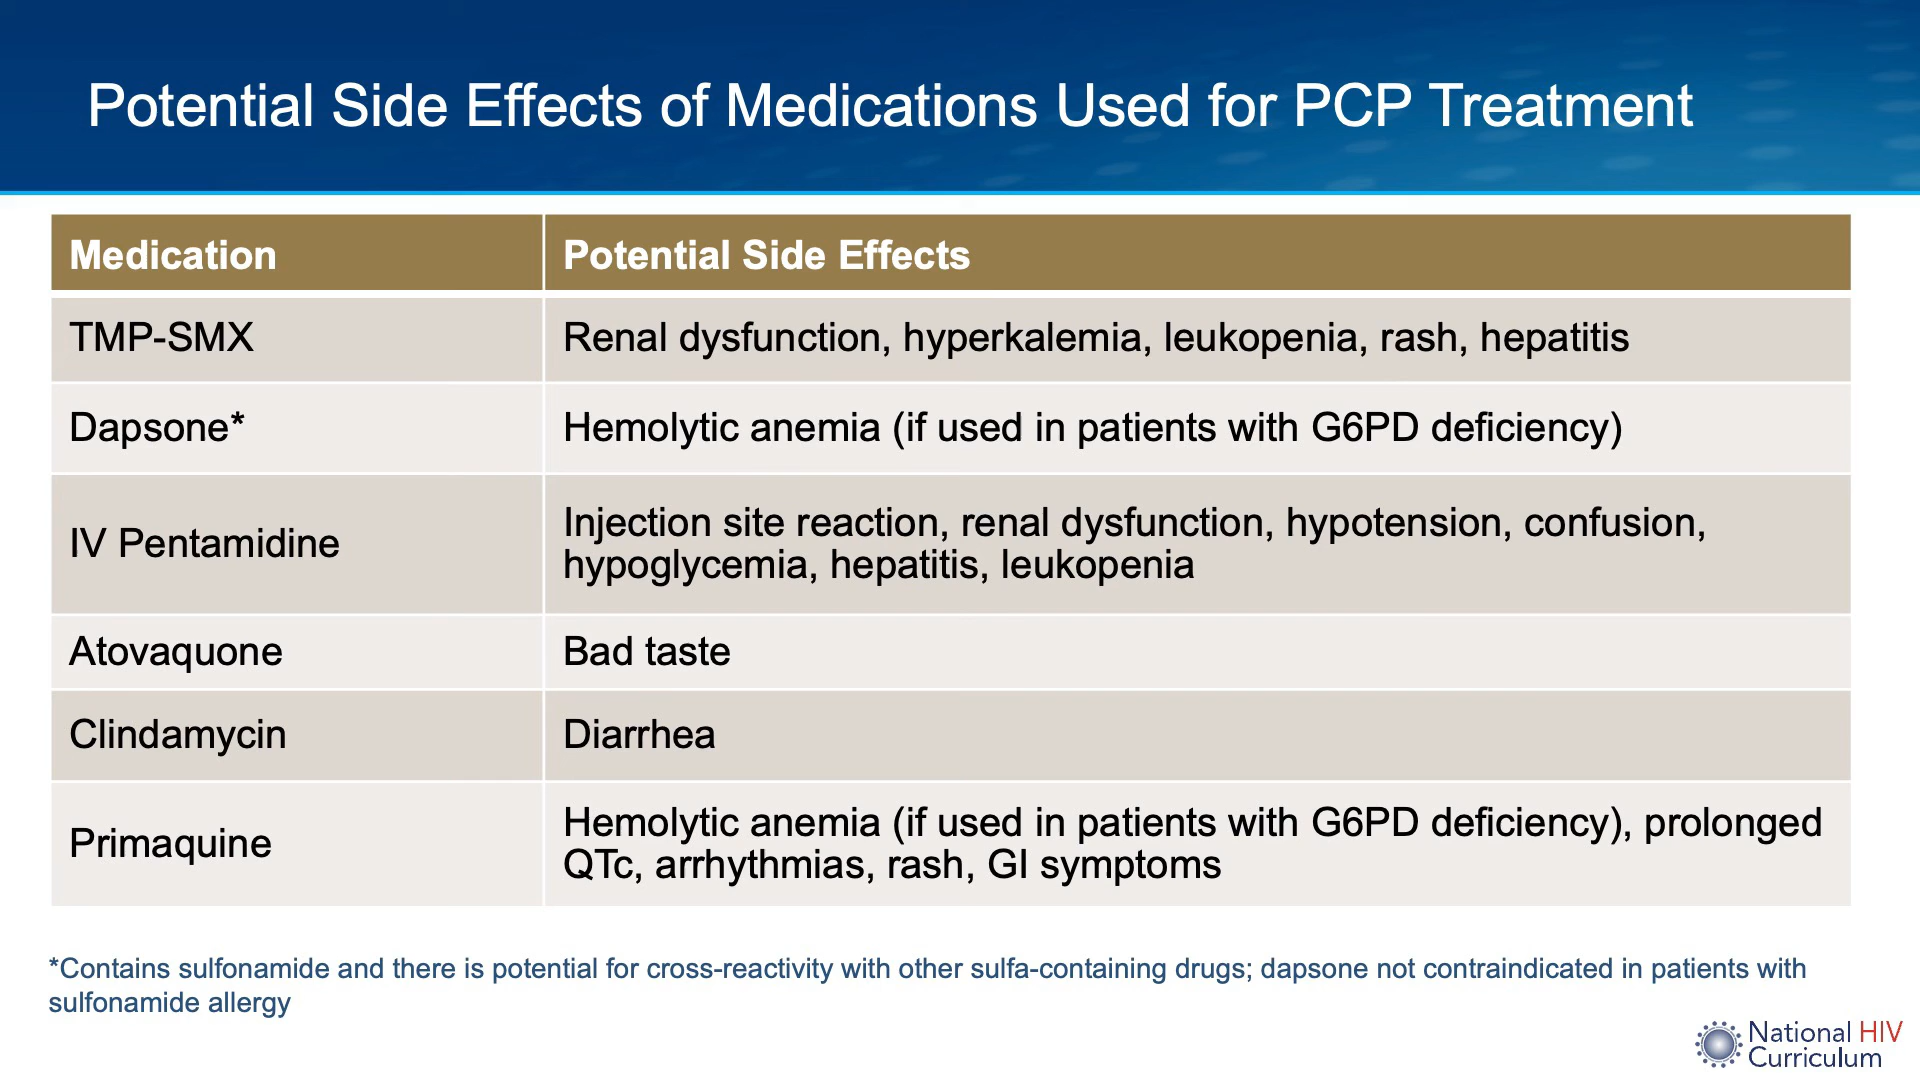 Potential Side Effects of Medications Used for PCP Treatment
Medication
Potential Side Effects
TMP-SMX
Renal dysfunction, hyperkalemia, leukopenia, rash, hepatitis
Dapsone*
Hemolytic anemia (if used in patients with G6PD deficiency)
IV Pentamidine
Injection site reaction, renal dysfunction, hypotension, confusion,
hypoglycemia, hepatitis, leukopenia
Atovaquone
Bad taste
Clindamycin
Diarrhea
Primaquine
Hemolytic anemia (if used in patients with G6PD deficiency), prolonged
QTc, arrhythmias, rash, GI symptoms
*Contains sulfonamide and there is potential for cross-reactivity with other sulfa-containing drugs; dapsone not contraindicated in patients with
sulfonamide allergy
National HIV
Curriculum